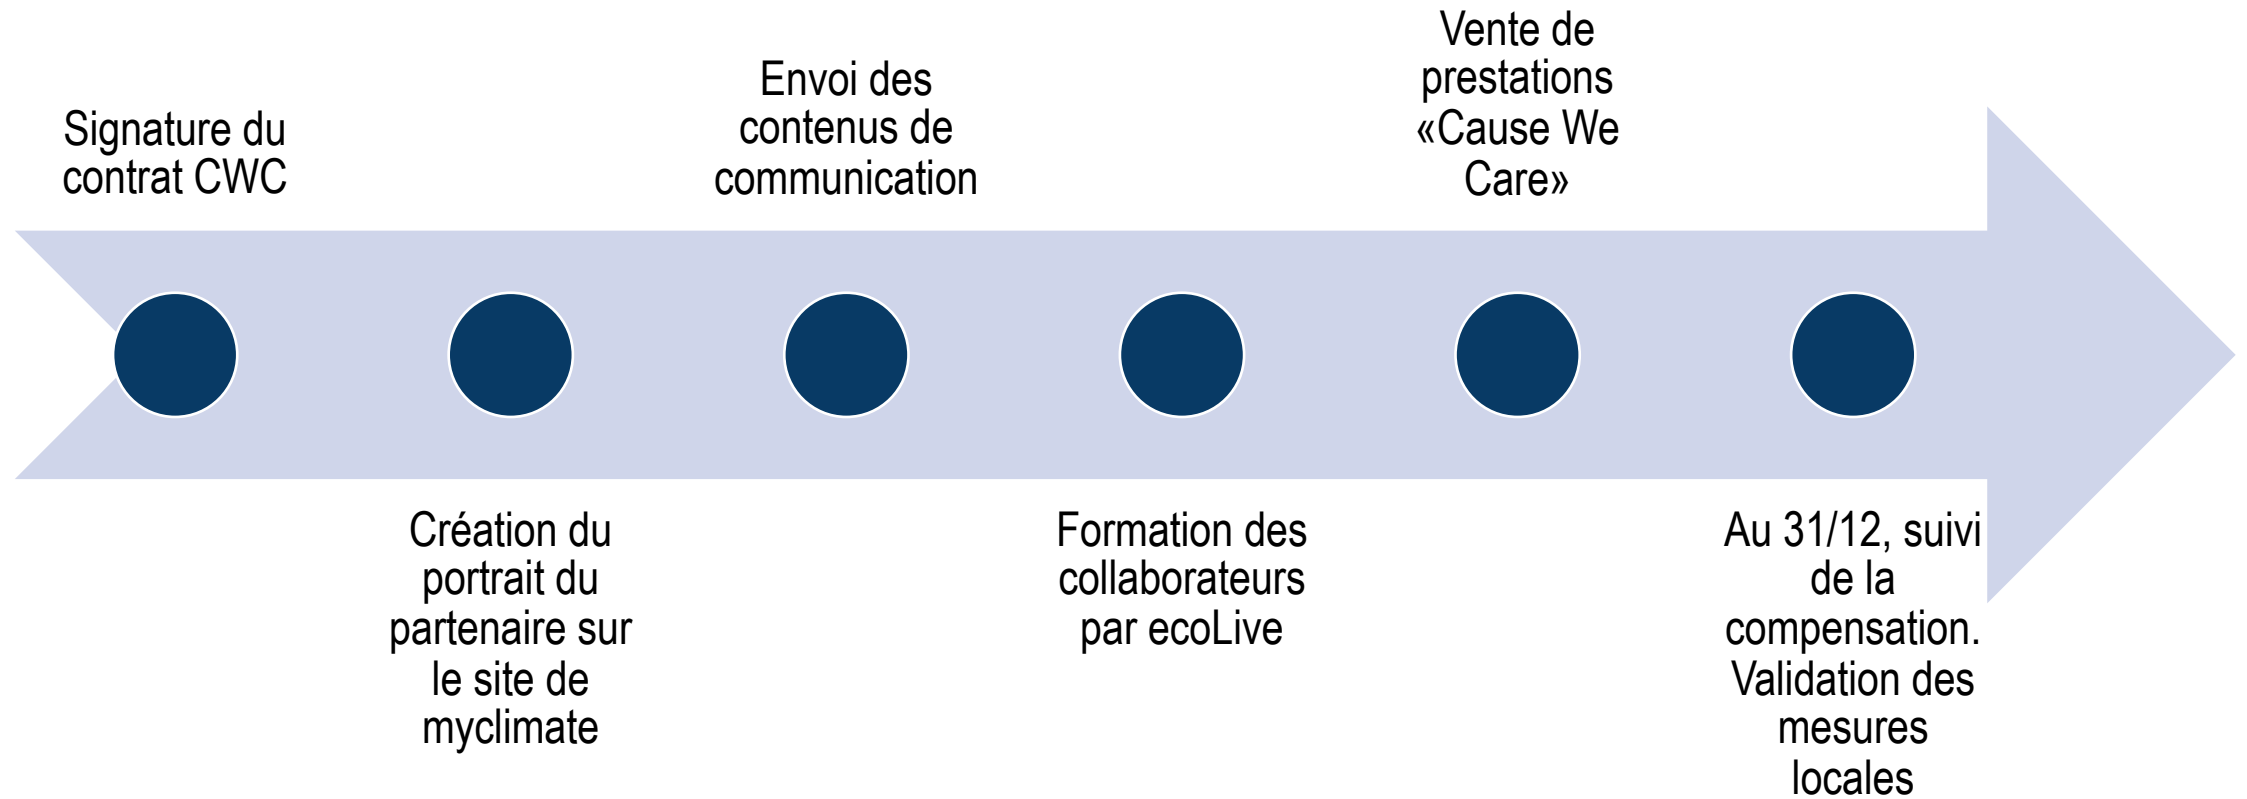 Signature du
contrat CWC
Création du
portrait du
partenaire sur
le site de
myclimate
Envoi des
contenus de
communication
Formation des
collaborateurs
par ecoLive
Vente de
prestations
«Cause We
Care»
Au 31/12, suivi
de la
compensation.
Validation des
mesures
locales